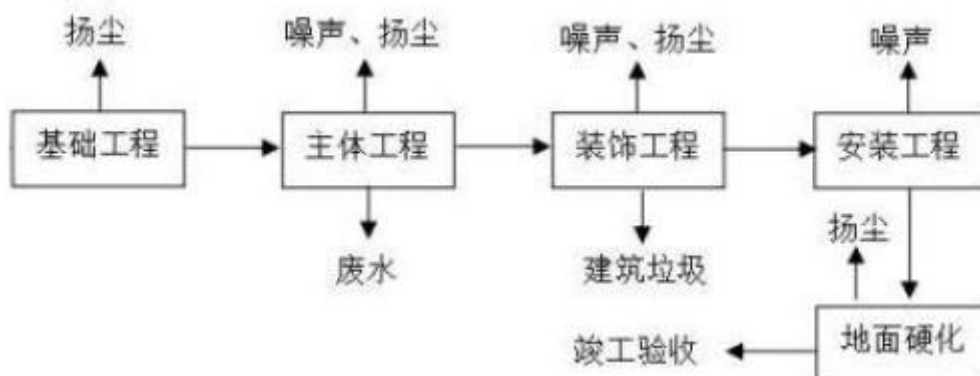 扬尘
噪声、扬尘
噪声、扬尘
噪声
基础工程
主体工程
装饰工程
安装工程
废水
建筑垃圾
扬尘
竣工验收
地面硬化